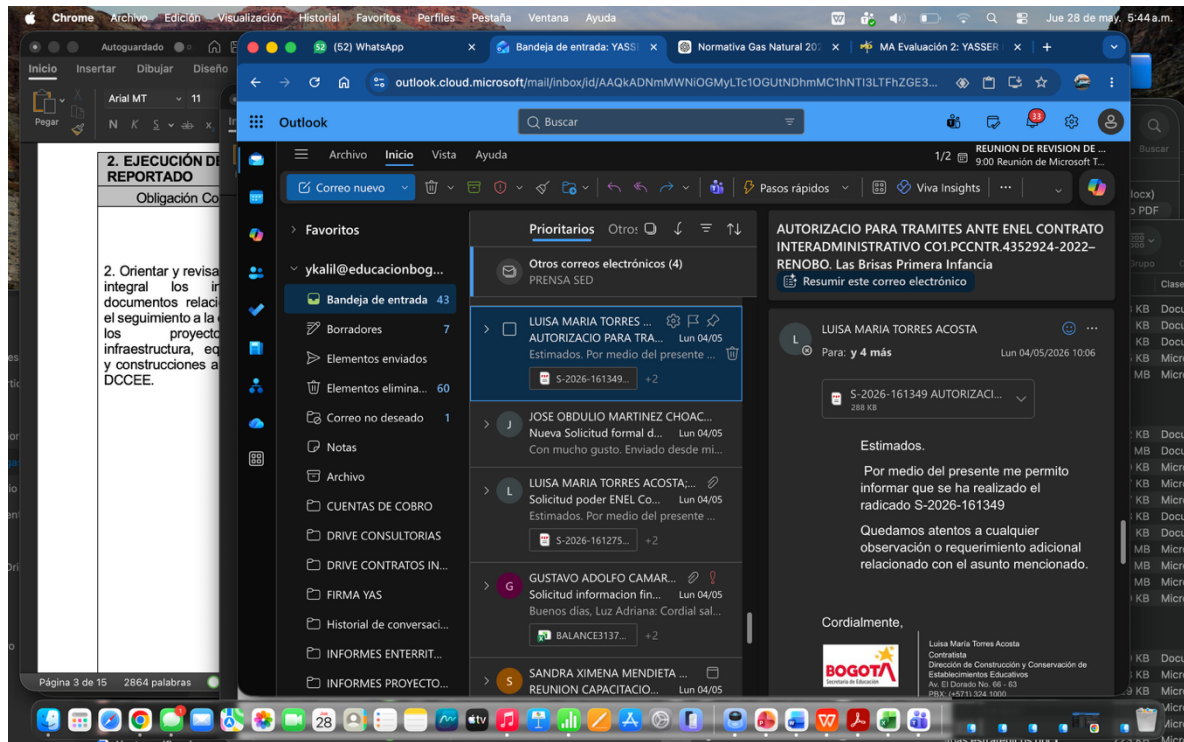 Chrome Archivo Edición Visualización Historial Favoritos Perfiles Pestaña Ventana Ayuda
Jue 28 de may. 5:44 a.m.
Autoguardado
Inicio Insertar Dibujar Diseño
Pegar
Arial MT 11
N K S ab x
2. EJECUCIÓN DE
REPORTADO
Obligación Co
2. Orientar y revisa
integral los in
documentos relaci
el seguimiento a la
los proyecto
infraestructura, eq
y construcciones a
DCCEE.
Página 3 de 15 2864 palabras
(52) WhatsApp
Bandeja de entrada: YASS
Normativa Gas Natural 202
MA Evaluación 2: YASSER
outlook.cloud.microsoft/mail/inbox/id/AAQkADNmMWNiOGMyLTc1OGUtNDhmMC1hNTI3LTFhZGE3...
Outlook
Buscar
33
Archivo Inicio Vista Ayuda
1/2 REUNION DE REVISION DE ...
9:00 Reunión de Microsoft T...
Correo nuevo
Pasos rápidos
Viva Insights
Favoritos
ykalil@educacionbog...
Bandeja de entrada 43
Borradores 7
Elementos enviados
Elementos elimina... 60
Correo no deseado 1
Notas
Archivo
CUENTAS DE COBRO
DRIVE CONSULTORIAS
DRIVE CONTRATOS IN...
FIRMA YAS
Historial de conversaci...
INFORMES ENTERRIT...
INFORMES PROYECTO...
Prioritarios Otros
Otros correos electrónicos (4)
PRENSA SED
LUISA MARIA TORRES ...
AUTORIZACIO PARA TRA... Lun 04/05
Estimados. Por medio del presente ...
S-2026-161349... +2
J
JOSE OBDULIO MARTINEZ CHOAC...
Nueva Solicitud formal d... Lun 04/05
Con mucho gusto. Enviado desde mi...
L
LUISA MARIA TORRES ACOSTA;...
Solicitud poder ENEL Co... Lun 04/05
Estimados. Por medio del presente ...
S-2026-161275... +2
G
GUSTAVO ADOLFO CAMAR...
Solicitud informacion fin... Lun 04/05
Buenos días, Luz Adriana: Cordial sal...
BALANCE3137... +2
S
SANDRA XIMENA MENDIETA ...
REUNION CAPACITACIO... Lun 04/05
AUTORIZACIO PARA TRAMITES ANTE ENEL CONTRATO
INTERADMINISTRATIVO CO1.PCCNTR.4352924-2022–
RENOBO. Las Brisas Primera Infancia
Resumir este correo electrónico
L
LUISA MARIA TORRES ACOSTA
Para: y 4 más Lun 04/05/2026 10:06
S-2026-161349 AUTORIZACI...
288 KB
Estimados.
Por medio del presente me permito
informar que se ha realizado el
radicado S-2026-161349
Quedamos atentos a cualquier
observación o requerimiento adicional
relacionado con el asunto mencionado.
Cordialmente,
BOGOTÁ
Secretaría de Educación
Luisa María Torres Acosta
Contratista
Dirección de Construcción y Conservación de
Establecimientos Educativos
Av. El Dorado No. 66 - 63
PBX: (+571) 324 1000
Buscar
PDF
Grupo
Clase
28
tv